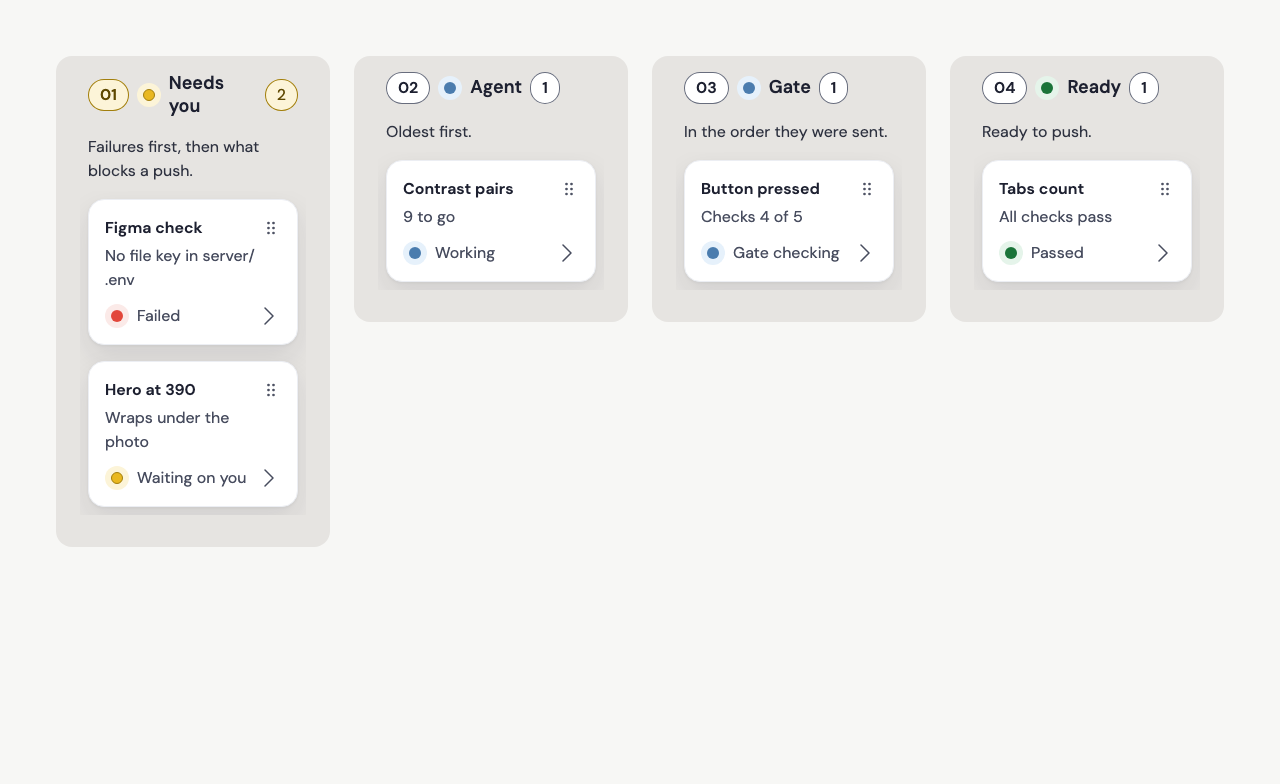 01 Needs you 2
Failures first, then what
blocks a push.
Figma check
No file key in server/
.env
Failed
Hero at 390
Wraps under the
photo
Waiting on you
02 Agent 1
Oldest first.
Contrast pairs
9 to go
Working
03 Gate 1
In the order they were sent.
Button pressed
Checks 4 of 5
Gate checking
04 Ready 1
Ready to push.
Tabs count
All checks pass
Passed